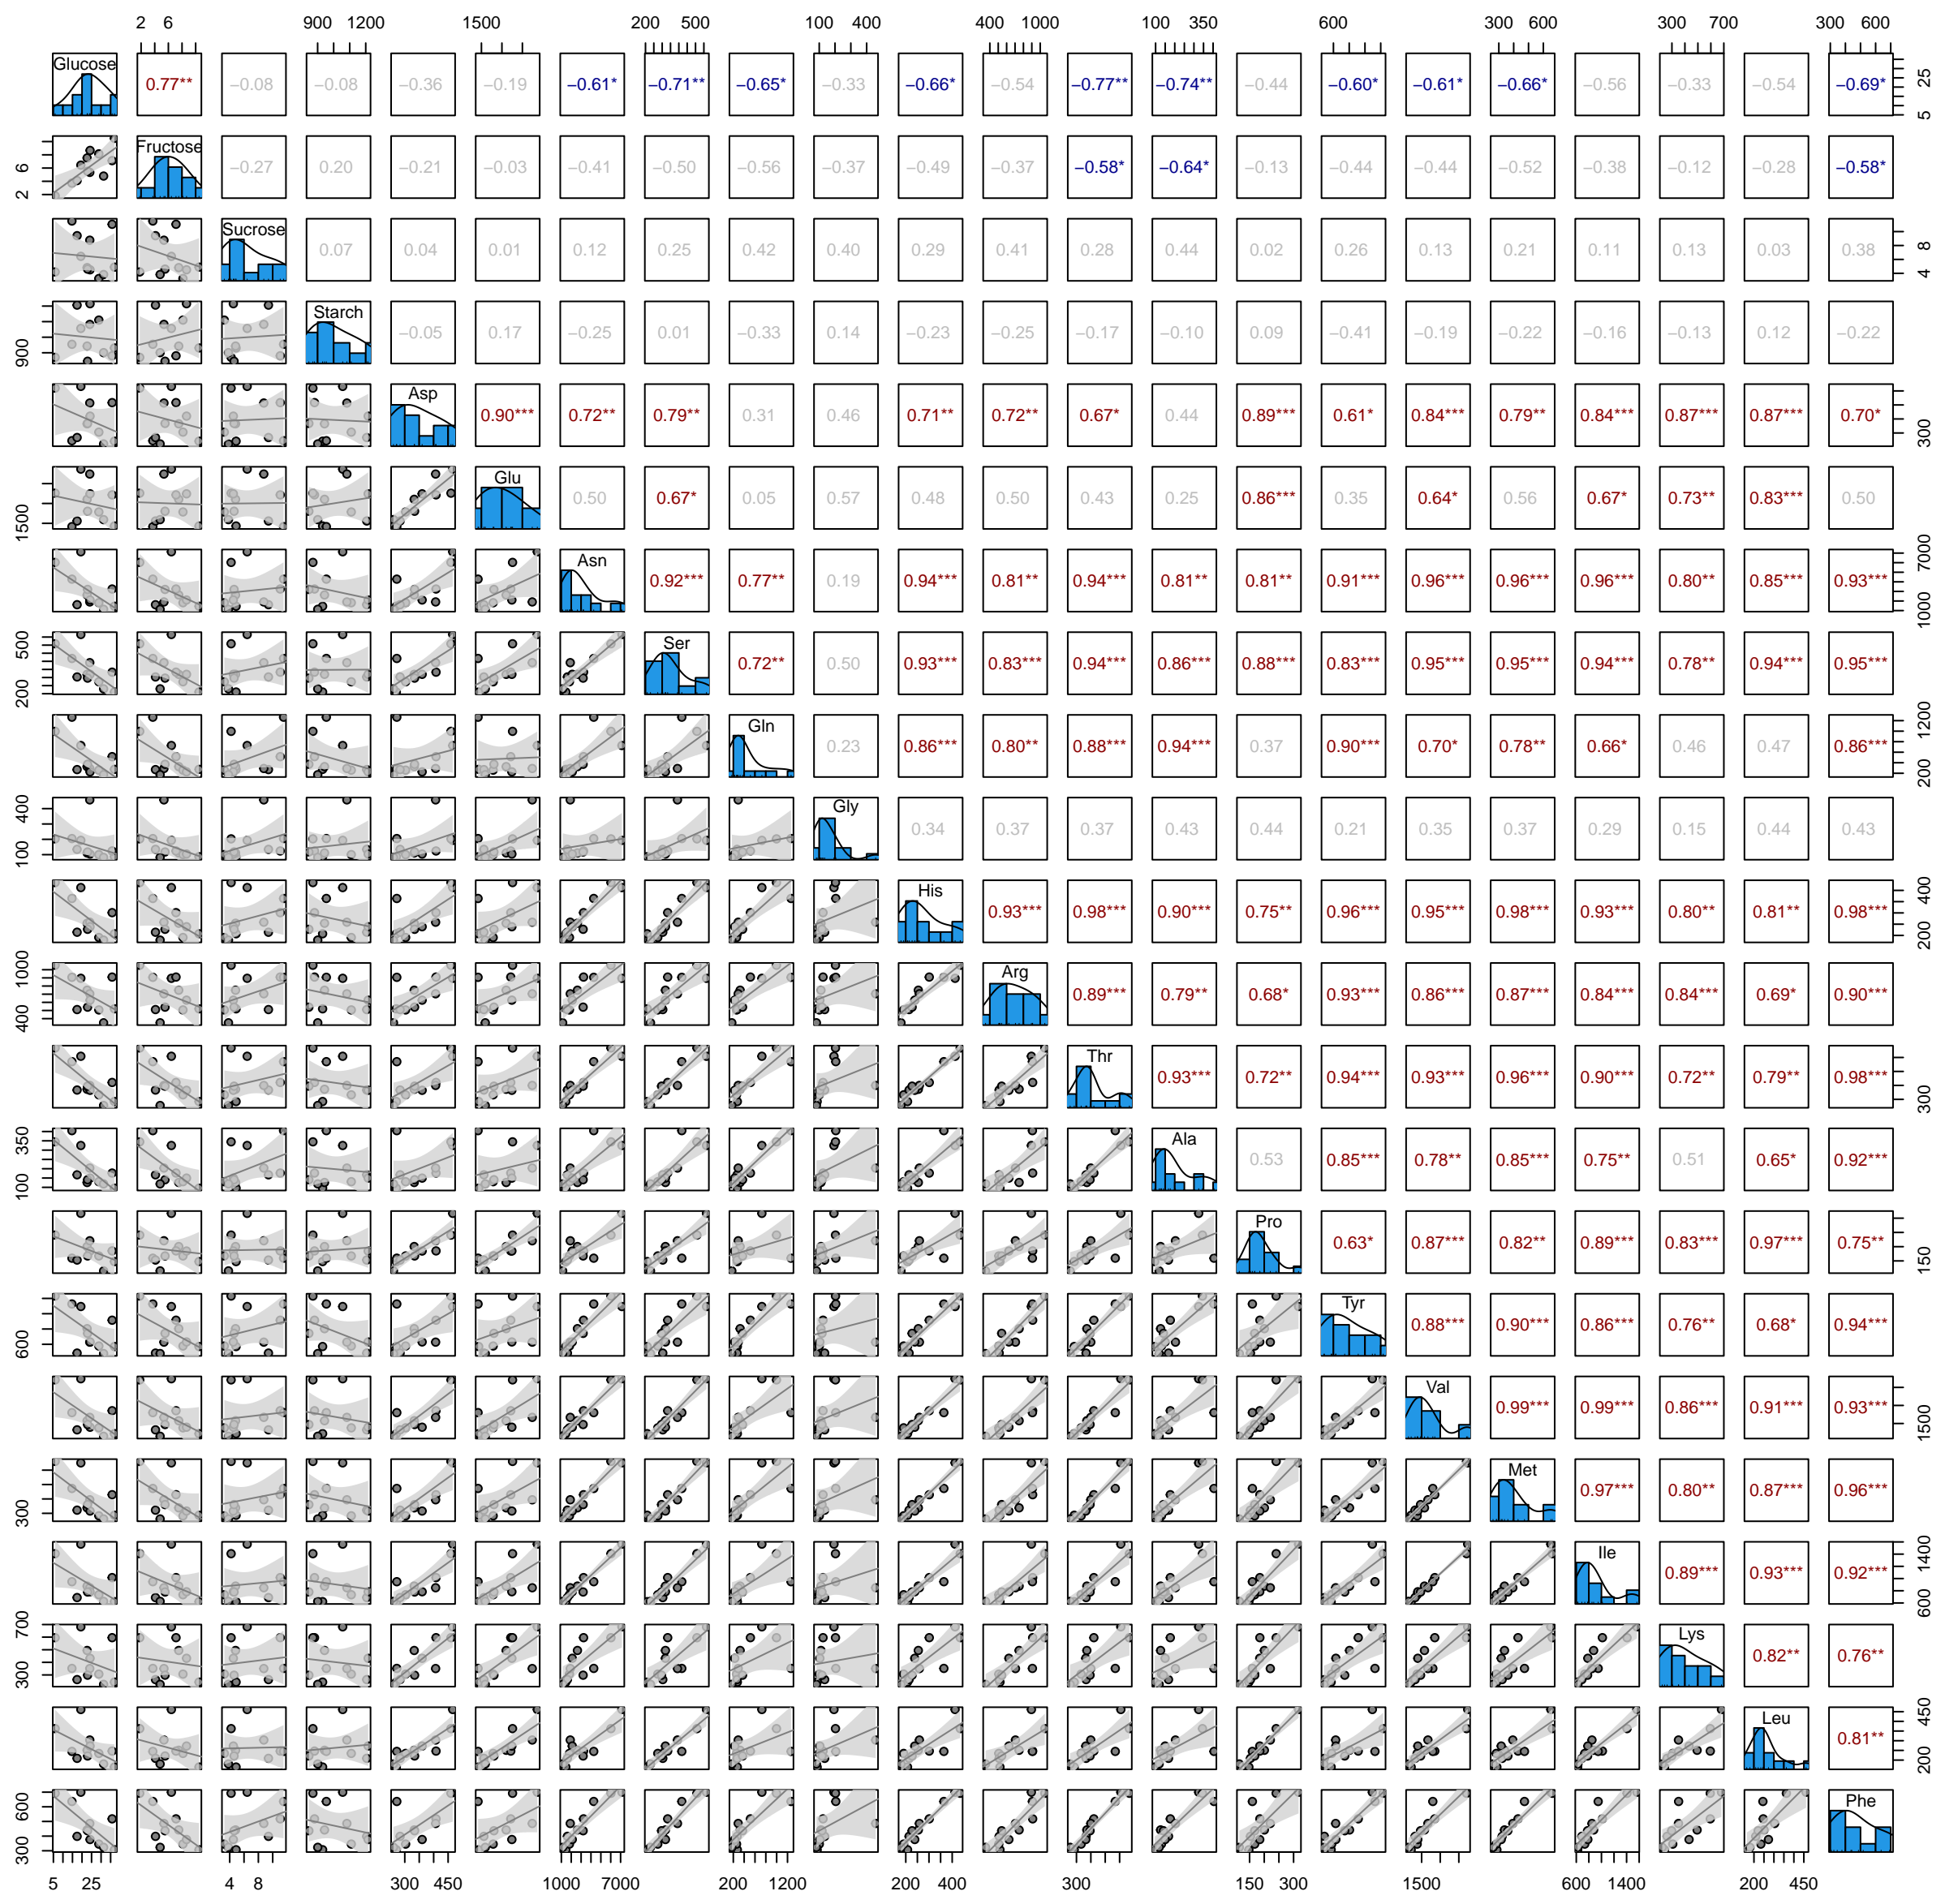 2 6 900 1200 1500 200 500 100 400 400 1000 100 350 600 300 600 300 700 300 600
Glucose 0.77** −0.08 −0.08 −0.36 −0.19 −0.61* −0.71** −0.65* −0.33 −0.66* −0.54 −0.77** −0.74** −0.44 −0.60* −0.61* −0.66* −0.56 −0.33 −0.54 −0.69* 5 25
2 6 Fructose −0.27 0.20 −0.21 −0.03 −0.41 −0.50 −0.56 −0.37 −0.49 −0.37 −0.58* −0.64* −0.13 −0.44 −0.44 −0.52 −0.38 −0.12 −0.28 −0.58*
Sucrose 0.07 0.04 0.01 0.12 0.25 0.42 0.40 0.29 0.41 0.28 0.44 0.02 0.26 0.13 0.21 0.11 0.13 0.03 0.38 4 8
900 Starch −0.05 0.17 −0.25 0.01 −0.33 0.14 −0.23 −0.25 −0.17 −0.10 0.09 −0.41 −0.19 −0.22 −0.16 −0.13 0.12 −0.22
Asp 0.90*** 0.72** 0.79** 0.31 0.46 0.71** 0.72** 0.67* 0.44 0.89*** 0.61* 0.84*** 0.79** 0.84*** 0.87*** 0.87*** 0.70* 300
1500 Glu 0.50 0.67* 0.05 0.57 0.48 0.50 0.43 0.25 0.86*** 0.35 0.64* 0.56 0.67* 0.73** 0.83*** 0.50
Asn 0.92*** 0.77** 0.19 0.94*** 0.81** 0.94*** 0.81** 0.81** 0.91*** 0.96*** 0.96*** 0.96*** 0.80** 0.85*** 0.93*** 1000 7000
200 500 Ser 0.72** 0.50 0.93*** 0.83*** 0.94*** 0.86*** 0.88*** 0.83*** 0.95*** 0.95*** 0.94*** 0.78** 0.94*** 0.95***
Gln 0.23 0.86*** 0.80** 0.88*** 0.94*** 0.37 0.90*** 0.70* 0.78** 0.66* 0.46 0.47 0.86*** 200 1200
100 400 Gly 0.34 0.37 0.37 0.43 0.44 0.21 0.35 0.37 0.29 0.15 0.44 0.43
His 0.93*** 0.98*** 0.90*** 0.75** 0.96*** 0.95*** 0.98*** 0.93*** 0.80** 0.81** 0.98*** 200 400
400 1000 Arg 0.89*** 0.79** 0.68* 0.93*** 0.86*** 0.87*** 0.84*** 0.84*** 0.69* 0.90***
Thr 0.93*** 0.72** 0.94*** 0.93*** 0.96*** 0.90*** 0.72** 0.79** 0.98*** 300
100 350 Ala 0.53 0.85*** 0.78** 0.85*** 0.75** 0.51 0.65* 0.92***
Pro 0.63* 0.87*** 0.82** 0.89*** 0.83*** 0.97*** 0.75** 150
600 Tyr 0.88*** 0.90*** 0.86*** 0.76** 0.68* 0.94***
Val 0.99*** 0.99*** 0.86*** 0.91*** 0.93*** 1500
300 Met 0.97*** 0.80** 0.87*** 0.96***
Ile 0.89*** 0.93*** 0.92*** 600 1400
300 700 Lys 0.82** 0.76**
Leu 0.81** 200 450
300 600 Phe
5 25 4 8 300 450 1000 7000 200 1200 200 400 300 150 300 1500 600 1400 200 450